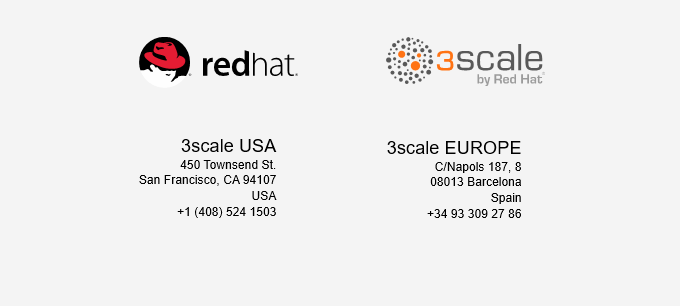 redhat.
3scale
by Red Hat
3scale USA
450 Townsend St.
San Francisco, CA 94107
USA
+1 (408) 524 1503
3scale EUROPE
C/Napols 187, 8
08013 Barcelona
Spain
+34 93 309 27 86